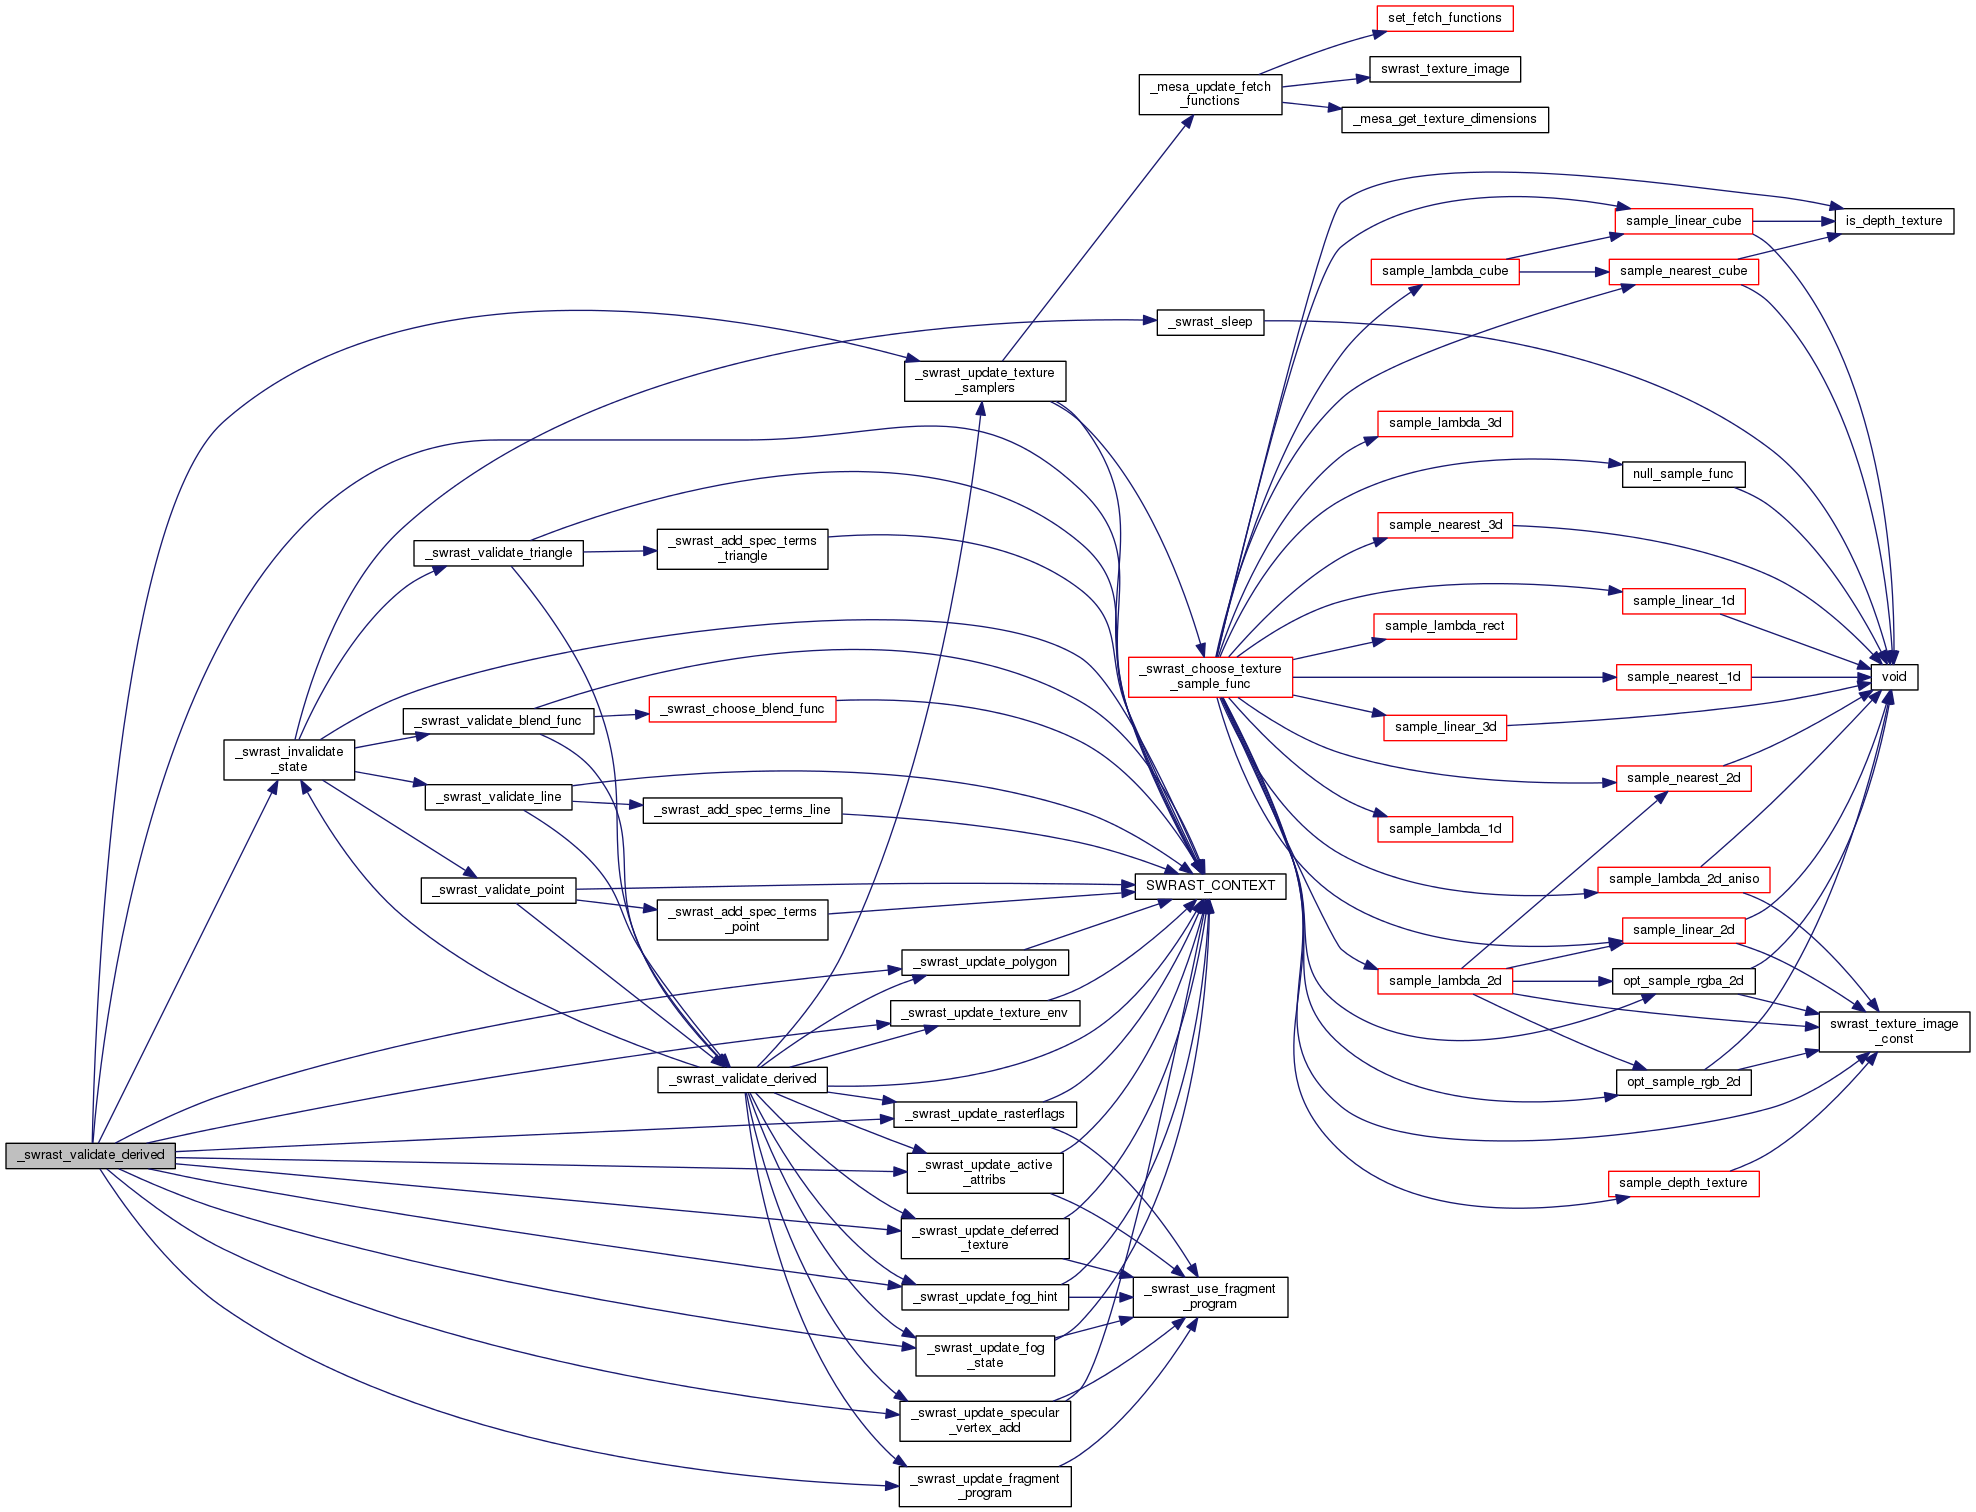 set_fetch_functions
swrast_texture_image
_mesa_update_fetch
_functions
_mesa_get_texture_dimensions
sample_linear_cube
is_depth_texture
sample_lambda_cube
sample_nearest_cube
_swrast_sleep
_swrast_update_texture
_samplers
sample_lambda_3d
null_sample_func
sample_nearest_3d
_swrast_validate_triangle
_swrast_add_spec_terms
_triangle
sample_linear_1d
sample_lambda_rect
_swrast_choose_texture
_sample_func
sample_nearest_1d
void
_swrast_choose_blend_func
_swrast_validate_blend_func
sample_linear_3d
_swrast_invalidate
_state
sample_nearest_2d
_swrast_validate_line
_swrast_add_spec_terms_line
sample_lambda_1d
sample_lambda_2d_aniso
_swrast_validate_point
SWRAST_CONTEXT
_swrast_add_spec_terms
_point
sample_linear_2d
_swrast_update_polygon
sample_lambda_2d
opt_sample_rgba_2d
_swrast_update_texture_env
swrast_texture_image
_const
_swrast_validate_derived
opt_sample_rgb_2d
_swrast_update_rasterflags
_swrast_validate_derived
_swrast_update_active
_attribs
sample_depth_texture
_swrast_update_deferred
_texture
_swrast_update_fog_hint
_swrast_use_fragment
_program
_swrast_update_fog
_state
_swrast_update_specular
_vertex_add
_swrast_update_fragment
_program